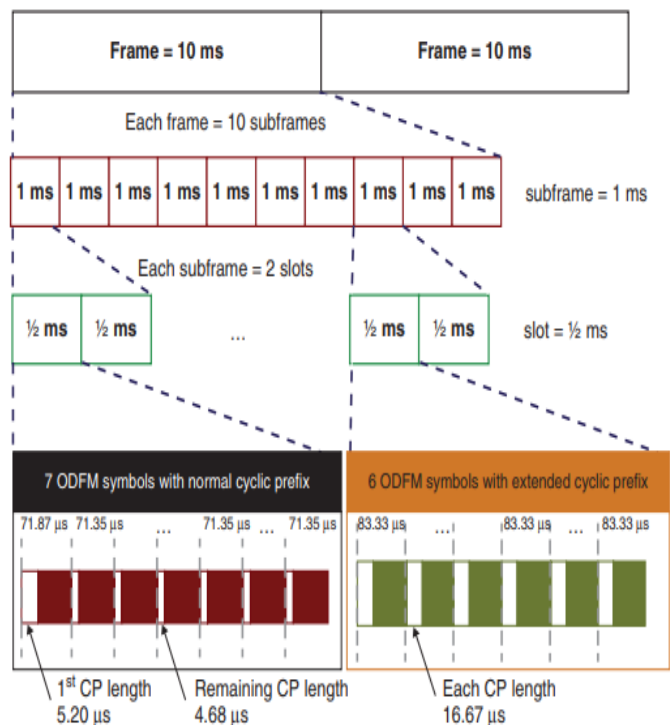 Frame = 10 ms Frame = 10 ms
Each frame = 10 subframes
1 ms 1 ms 1 ms 1 ms 1 ms 1 ms 1 ms 1 ms 1 ms 1 ms subframe = 1 ms
Each subframe = 2 slots
½ ms ½ ms ... ½ ms ½ ms slot = ½ ms
7 ODFM symbols with normal cyclic prefix
71.87 µs 71.35 µs ... 71.35 µs ... 71.35 µs
1st CP length
5.20 µs
Remaining CP length
4.68 µs
6 ODFM symbols with extended cyclic prefix
83.33 µs ... 83.33 µs ... 83.33 µs
Each CP length
16.67 µs